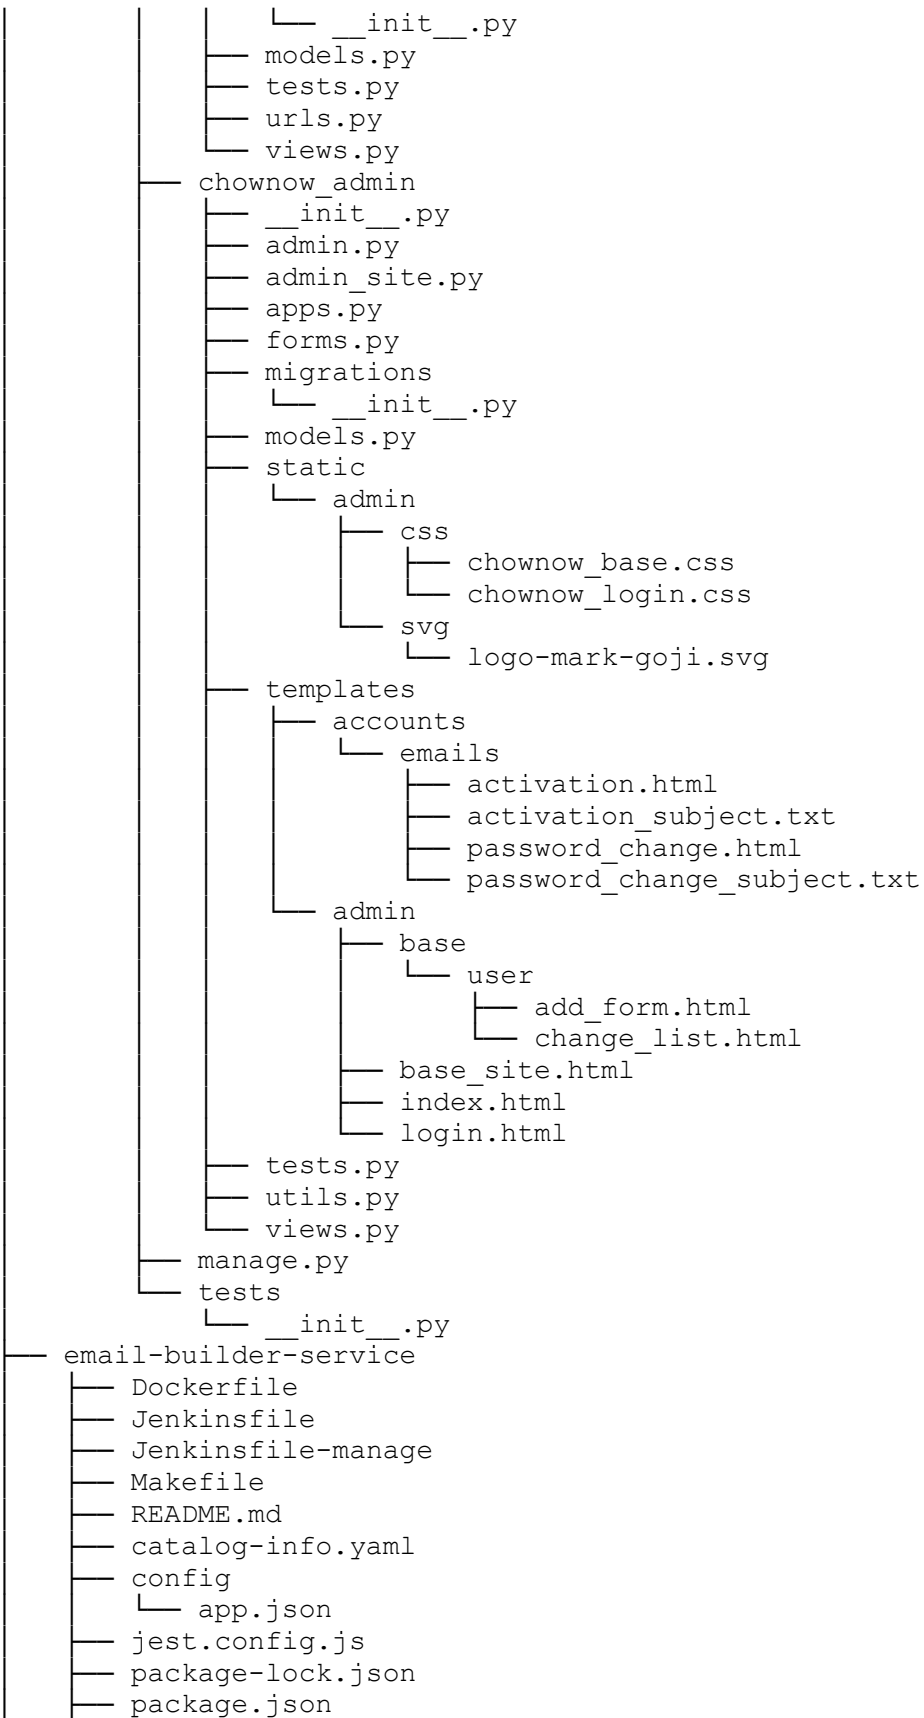 │       │   │   └── __init__.py
│       │   ├── models.py
│       │   ├── tests.py
│       │   ├── urls.py
│       │   └── views.py
│       ├── chownow_admin
│       │   ├── __init__.py
│       │   ├── admin.py
│       │   ├── admin_site.py
│       │   ├── apps.py
│       │   ├── forms.py
│       │   ├── migrations
│       │   │   └── __init__.py
│       │   ├── models.py
│       │   ├── static
│       │   │   └── admin
│       │   │       ├── css
│       │   │       │   ├── chownow_base.css
│       │   │       │   └── chownow_login.css
│       │   │       └── svg
│       │   │           └── logo-mark-goji.svg
│       │   ├── templates
│       │   │   ├── accounts
│       │   │   │   └── emails
│       │   │   │       ├── activation.html
│       │   │   │       ├── activation_subject.txt
│       │   │   │       ├── password_change.html
│       │   │   │       └── password_change_subject.txt
│       │   │   └── admin
│       │   │       ├── base
│       │   │       │   └── user
│       │   │       │       ├── add_form.html
│       │   │       │       └── change_list.html
│       │   │       ├── base_site.html
│       │   │       ├── index.html
│       │   │       └── login.html
│       │   ├── tests.py
│       │   ├── utils.py
│       │   └── views.py
│       ├── manage.py
│       └── tests
│           └── __init__.py
├── email-builder-service
│   ├── Dockerfile
│   ├── Jenkinsfile
│   ├── Jenkinsfile-manage
│   ├── Makefile
│   ├── README.md
│   ├── catalog-info.yaml
│   ├── config
│   │   └── app.json
│   ├── jest.config.js
│   ├── package-lock.json
│   ├── package.json